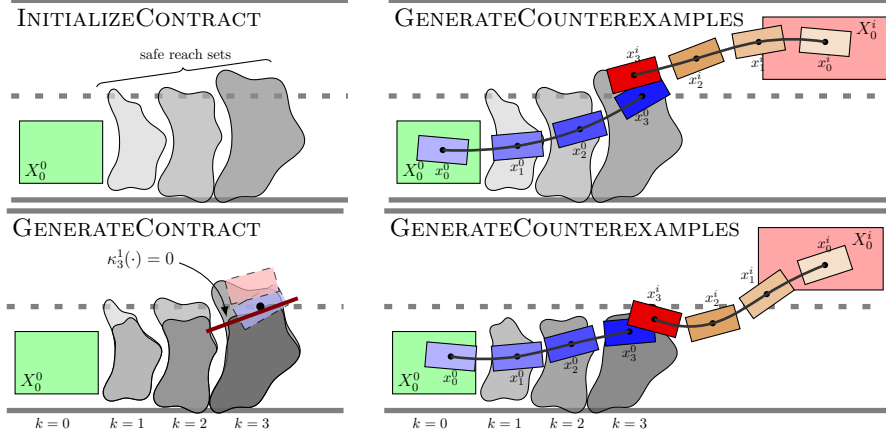 INITIALIZECONTRACT
safe reach sets
X_0^0
GENERATECOUNTEREXAMPLES
X_0^i
x_3^i
x_2^i
x_1^i
x_0^i
X_0^0
x_0^0
x_1^0
x_2^0
x_3^0
GENERATECONTRACT
κ_3^1(·) = 0
X_0^0
k = 0
k = 1
k = 2
k = 3
GENERATECOUNTEREXAMPLES
x_0^i
X_0^i
x_1^i
x_3^i
x_2^i
X_0^0
x_0^0
x_1^0
x_2^0
x_3^0
k = 0
k = 1
k = 2
k = 3